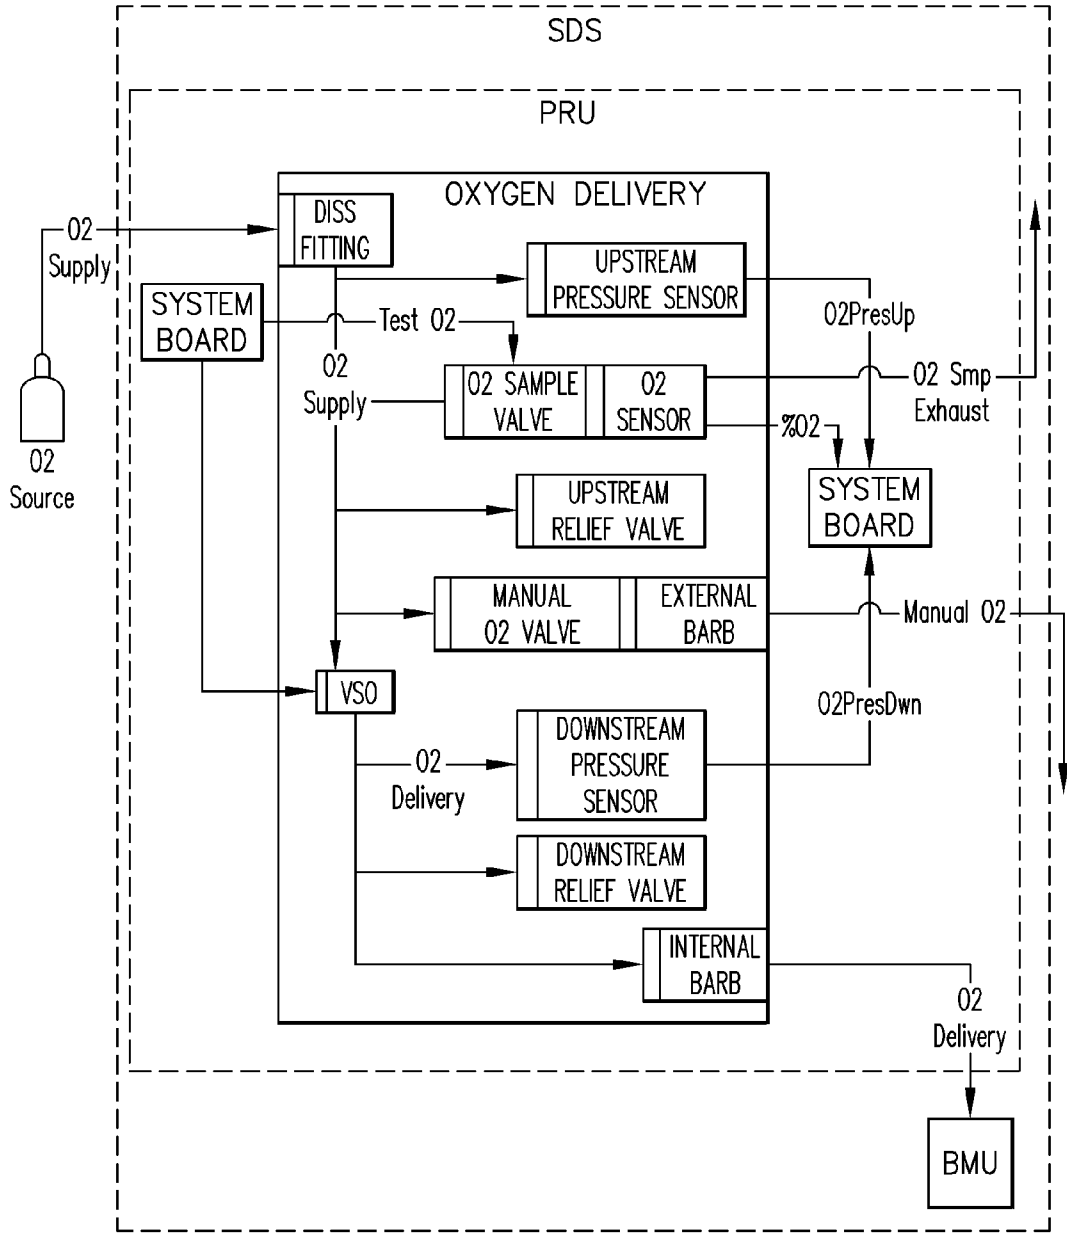 SDS
PRU
OXYGEN DELIVERY
DISS
FITTING
O2
Supply
UPSTREAM
PRESSURE SENSOR
SYSTEM
BOARD
Test O2
O2PresUp
O2
Supply
O2 SAMPLE
VALVE
O2
SENSOR
O2 Smp
Exhaust
%O2
O2
Source
UPSTREAM
RELIEF VALVE
SYSTEM
BOARD
MANUAL
O2 VALVE
EXTERNAL
BARB
Manual O2
VSO
O2PresDwn
DOWNSTREAM
PRESSURE
SENSOR
O2
Delivery
DOWNSTREAM
RELIEF VALVE
INTERNAL
BARB
O2
Delivery
BMU